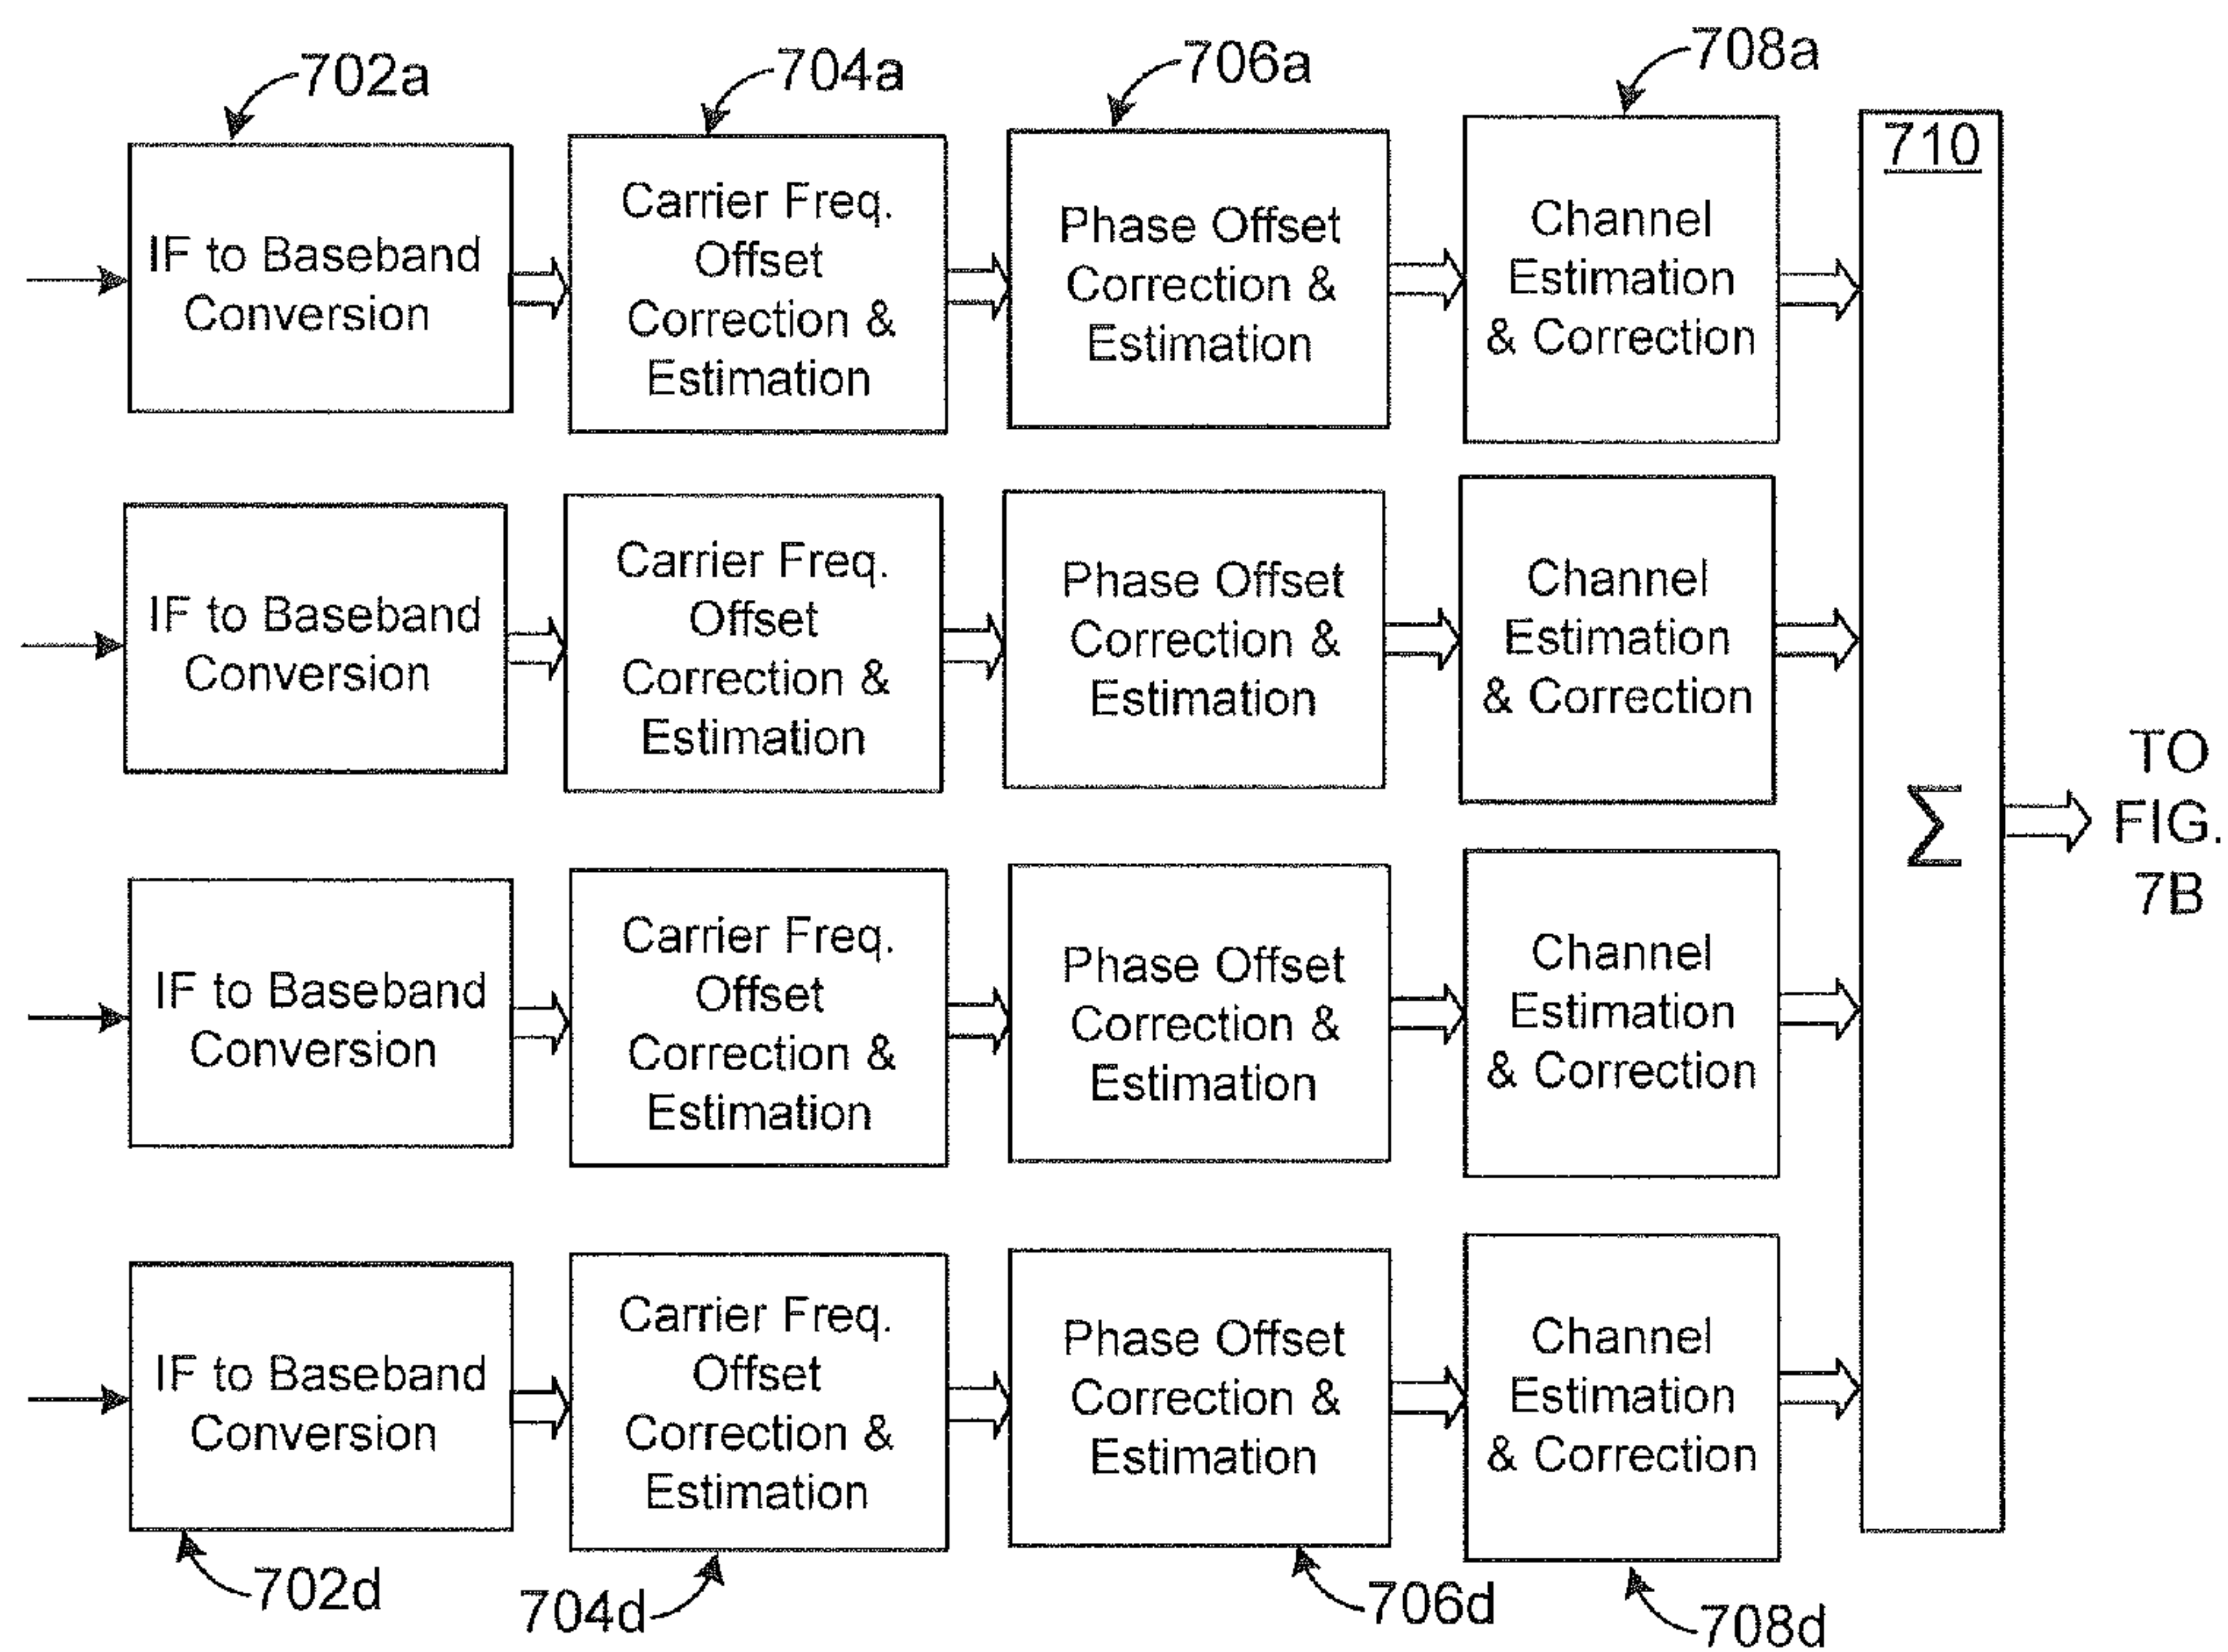 702a
704a
706a
708a
710
IF to Baseband
Conversion
Carrier Freq.
Offset
Correction &
Estimation
Phase Offset
Correction &
Estimation
Channel
Estimation
& Correction
IF to Baseband
Conversion
Carrier Freq.
Offset
Correction &
Estimation
Phase Offset
Correction &
Estimation
Channel
Estimation
& Correction
Σ
TO
FIG.
7B
IF to Baseband
Conversion
Carrier Freq.
Offset
Correction &
Estimation
Phase Offset
Correction &
Estimation
Channel
Estimation
& Correction
IF to Baseband
Conversion
Carrier Freq.
Offset
Correction &
Estimation
Phase Offset
Correction &
Estimation
Channel
Estimation
& Correction
702d
704d
706d
708d